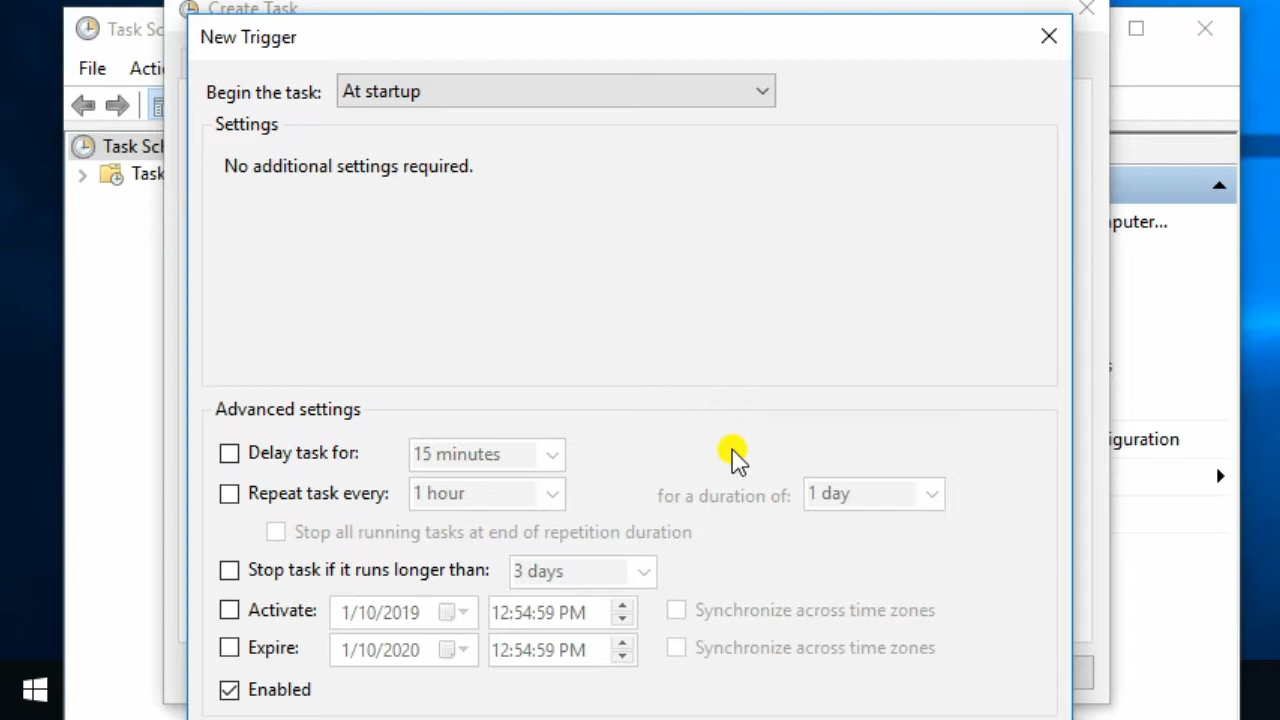 Create Task
Task Sc
New Trigger
File Acti
Begin the task: At startup
Settings
Task Sch
No additional settings required.
Task
puter...
Advanced settings
iguration
Delay task for: 15 minutes
Repeat task every: 1 hour for a duration of: 1 day
Stop all running tasks at end of repetition duration
Stop task if it runs longer than: 3 days
Activate: 1/10/2019 12:54:59 PM Synchronize across time zones
Expire: 1/10/2020 12:54:59 PM Synchronize across time zones
Enabled